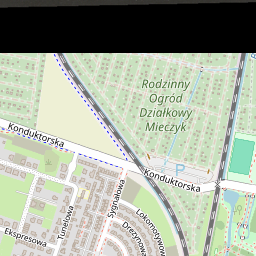 Rodzinny
Ogród
Działkowy
Mieczyk
Konduktorska
P
Konduktorska
Sygnałowa
Tunelowa
Lokomotywowa
Drezynowa
Ekspresowa